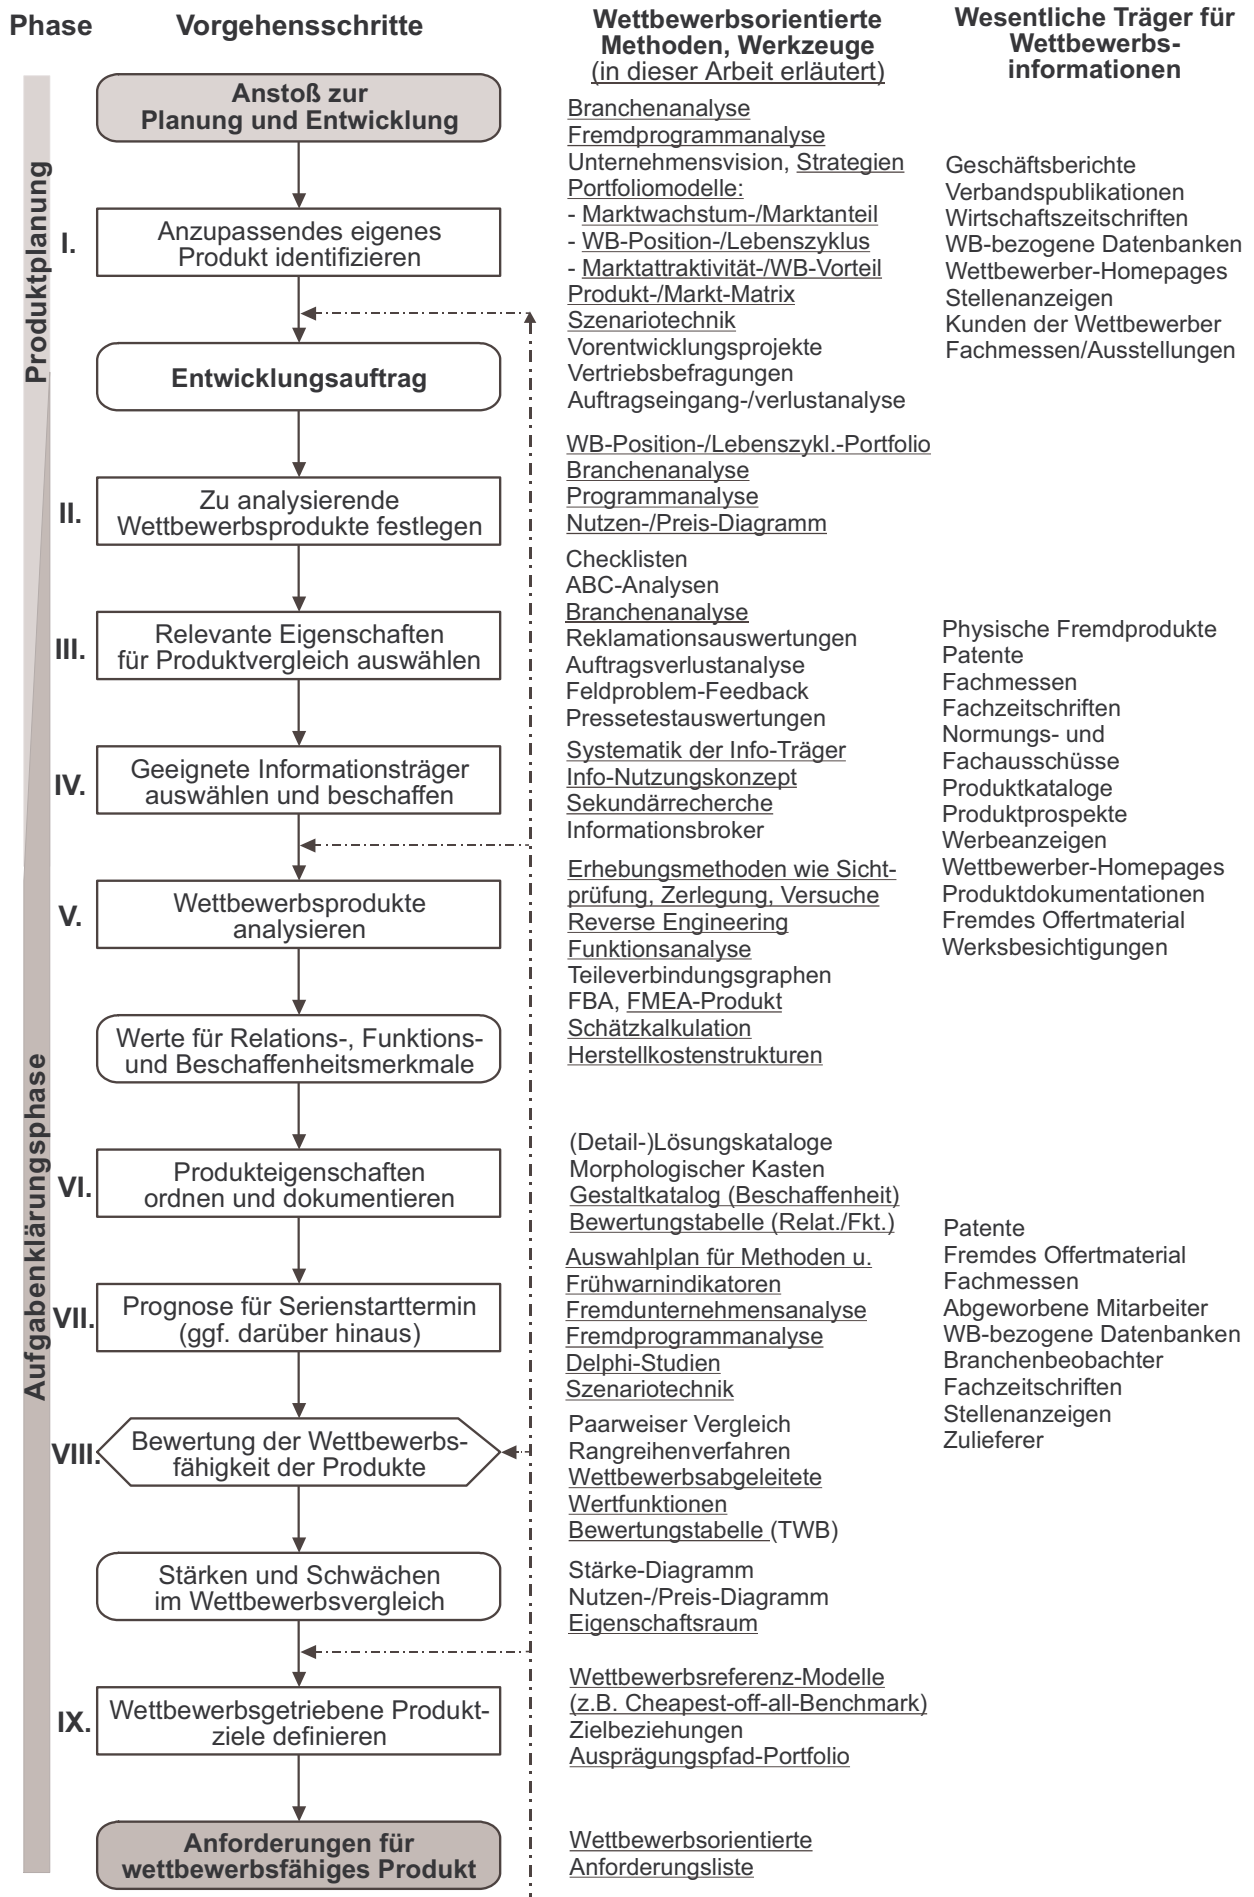 Phase
Vorgehensschritte
Wettbewerbsorientierte
Methoden, Werkzeuge
(in dieser Arbeit erläutert)
Wesentliche Träger für
Wettbewerbs-
informationen
Produktplanung
Aufgabenklärungsphase
Anstoß zur
Planung und Entwicklung
I.
Anzupassendes eigenes
Produkt identifizieren
Entwicklungsauftrag
II.
Zu analysierende
Wettbewerbsprodukte festlegen
III.
Relevante Eigenschaften
für Produktvergleich auswählen
IV.
Geeignete Informationsträger
auswählen und beschaffen
V.
Wettbewerbsprodukte
analysieren
Werte für Relations-, Funktions-
und Beschaffenheitsmerkmale
VI.
Produkteigenschaften
ordnen und dokumentieren
VII.
Prognose für Serienstarttermin
(ggf. darüber hinaus)
VIII.
Bewertung der Wettbewerbs-
fähigkeit der Produkte
Stärken und Schwächen
im Wettbewerbsvergleich
IX.
Wettbewerbsgetriebene Produkt-
ziele definieren
Anforderungen für
wettbewerbsfähiges Produkt
Branchenanalyse
Fremdprogrammanalyse
Unternehmensvision, Strategien
Portfoliomodelle:
- Marktwachstum-/Marktanteil
- WB-Position-/Lebenszyklus
- Marktattraktivität-/WB-Vorteil
Produkt-/Markt-Matrix
Szenariotechnik
Vorentwicklungsprojekte
Vertriebsbefragungen
Auftragseingang-/verlustanalyse
WB-Position-/Lebenszykl.-Portfolio
Branchenanalyse
Programmanalyse
Nutzen-/Preis-Diagramm
Checklisten
ABC-Analysen
Branchenanalyse
Reklamationsauswertungen
Auftragsverlustanalyse
Feldproblem-Feedback
Pressetestauswertungen
Systematik der Info-Träger
Info-Nutzungskonzept
Sekundärrecherche
Informationsbroker
Erhebungsmethoden wie Sicht-
prüfung, Zerlegung, Versuche
Reverse Engineering
Funktionsanalyse
Teileverbindungsgraphen
FBA, FMEA-Produkt
Schätzkalkulation
Herstellkostenstrukturen
(Detail-)Lösungskataloge
Morphologischer Kasten
Gestaltkatalog (Beschaffenheit)
Bewertungstabelle (Relat./Fkt.)
Auswahlplan für Methoden u.
Frühwarnindikatoren
Fremdunternehmensanalyse
Fremdprogrammanalyse
Delphi-Studien
Szenariotechnik
Paarweiser Vergleich
Rangreihenverfahren
Wettbewerbsabgeleitete
Wertfunktionen
Bewertungstabelle (TWB)
Stärke-Diagramm
Nutzen-/Preis-Diagramm
Eigenschaftsraum
Wettbewerbsreferenz-Modelle
(z.B. Cheapest-off-all-Benchmark)
Zielbeziehungen
Ausprägungspfad-Portfolio
Wettbewerbsorientierte
Anforderungsliste
Geschäftsberichte
Verbandspublikationen
Wirtschaftszeitschriften
WB-bezogene Datenbanken
Wettbewerber-Homepages
Stellenanzeigen
Kunden der Wettbewerber
Fachmessen/Ausstellungen
Physische Fremdprodukte
Patente
Fachmessen
Fachzeitschriften
Normungs- und
Fachausschüsse
Produktkataloge
Produktprospekte
Werbeanzeigen
Wettbewerber-Homepages
Produktdokumentationen
Fremdes Offertmaterial
Werksbesichtigungen
Patente
Fremdes Offertmaterial
Fachmessen
Abgeworbene Mitarbeiter
WB-bezogene Datenbanken
Branchenbeobachter
Fachzeitschriften
Stellenanzeigen
Zulieferer